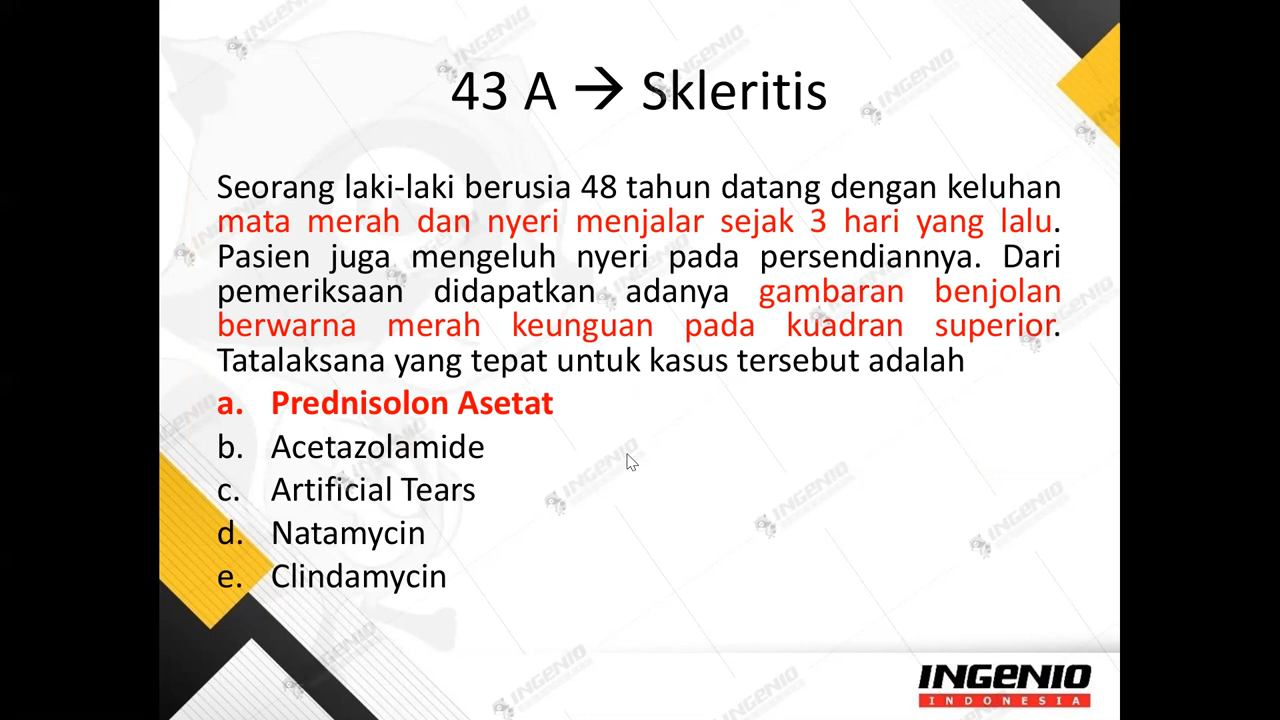 43 A → Skleritis
Seorang laki-laki berusia 48 tahun datang dengan keluhan
mata merah dan nyeri menjalar sejak 3 hari yang lalu.
Pasien juga mengeluh nyeri pada persendiannya. Dari
pemeriksaan didapatkan adanya gambaran benjolan
berwarna merah keunguan pada kuadran superior.
Tatalaksana yang tepat untuk kasus tersebut adalah
a. Prednisolon Asetat
b. Acetazolamide
c. Artificial Tears
d. Natamycin
e. Clindamycin
INGENIO
INDONESIA